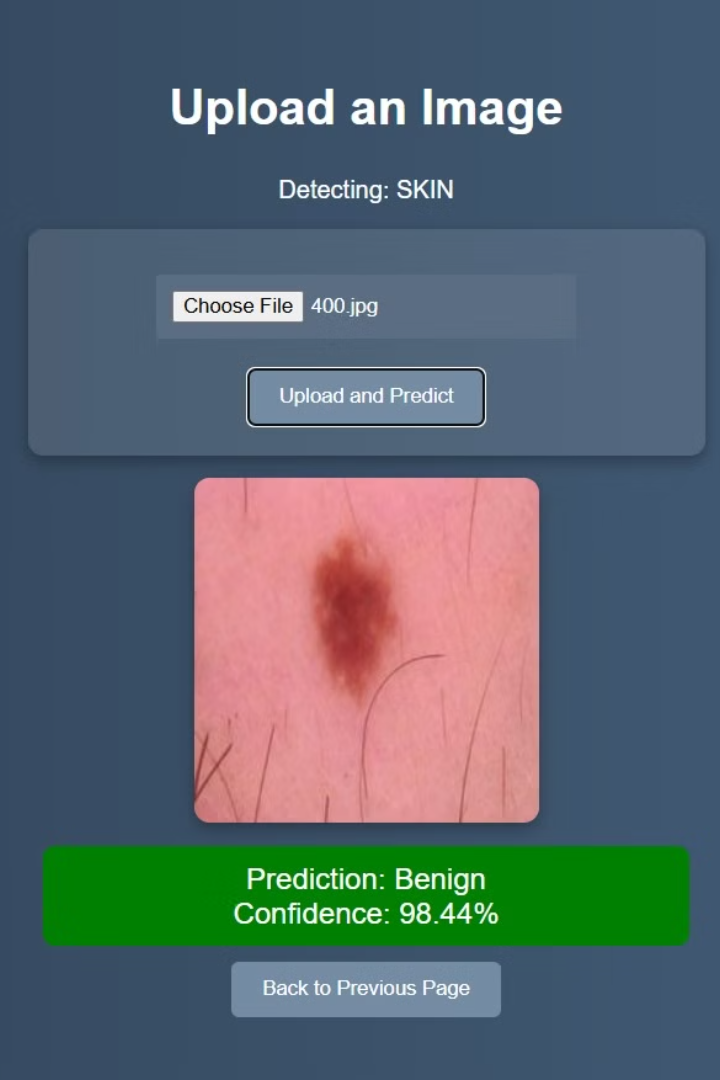 Upload an Image
Detecting: SKIN
Choose File 400.jpg
Upload and Predict
Prediction: Benign
Confidence: 98.44%
Back to Previous Page